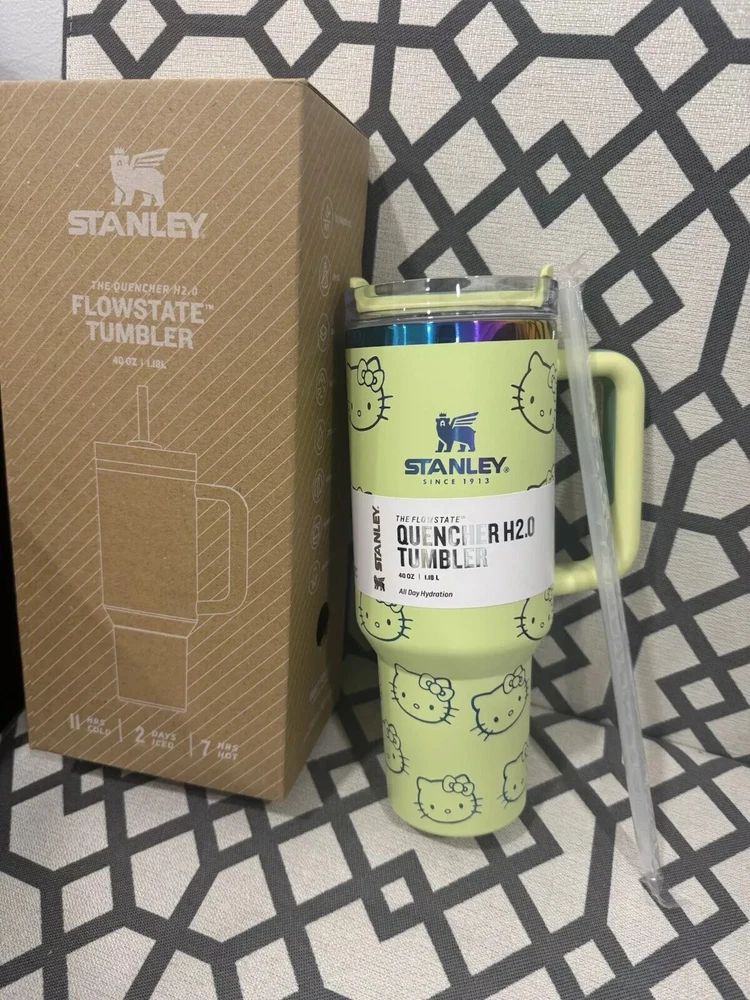 STANLEY
THE QUENCHER H2.0
FLOWSTATE™
TUMBLER
40 OZ | 1.18L
11 HRS COLD | 2 DAYS ICED | 7 HRS HOT
STANLEY®
SINCE 1913
STANLEY.
THE FLOWSTATE™
QUENCHER H2.0
TUMBLER
40 OZ | 1.18 L
All Day Hydration